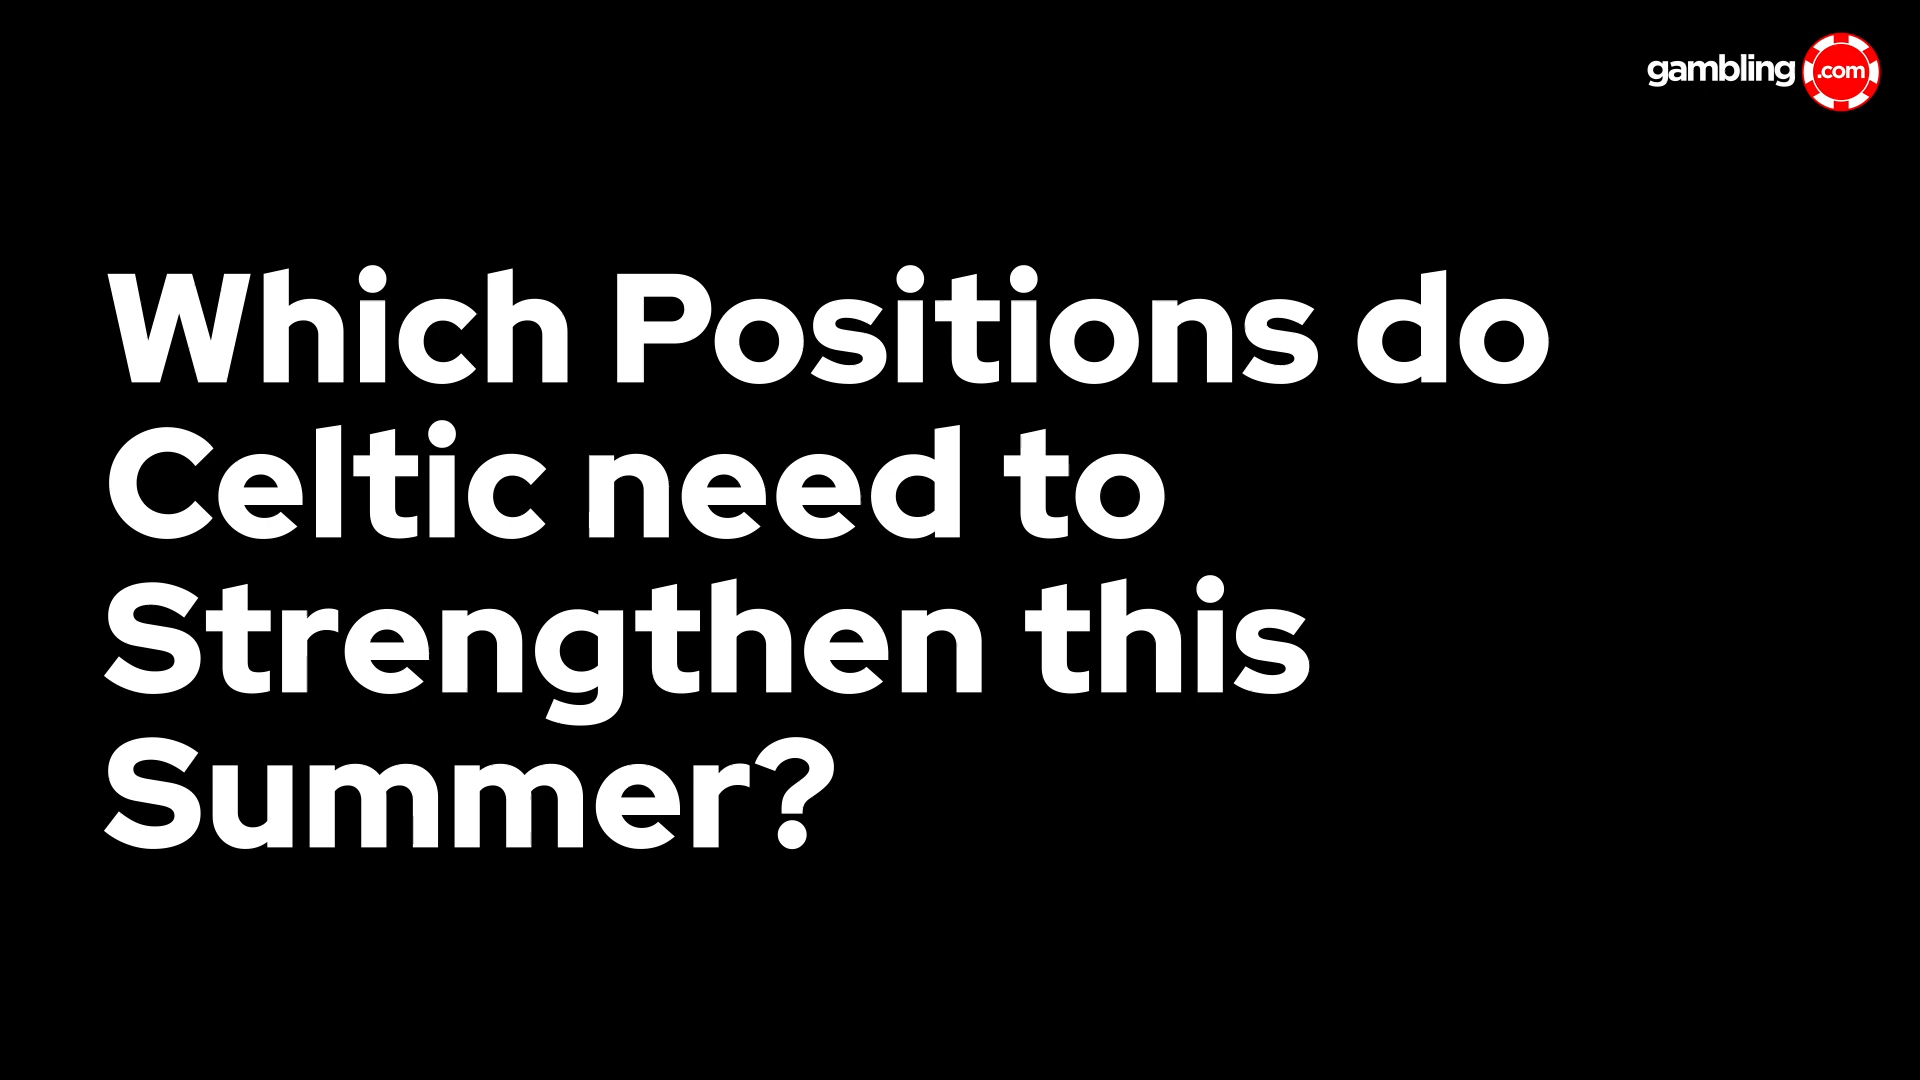 gambling.com
Which Positions do
Celtic need to
Strengthen this
Summer?